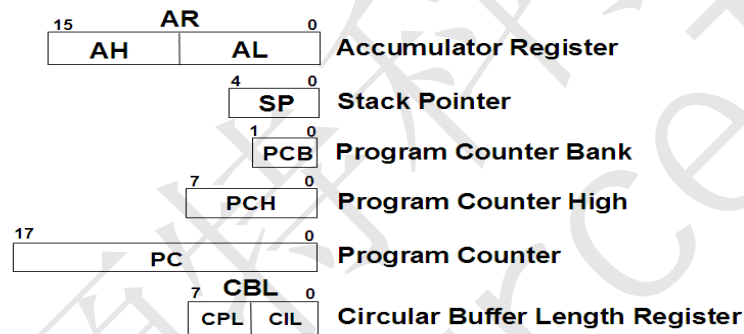 15 AR 0
AH AL Accumulator Register
4 0
SP Stack Pointer
1 0
PCB Program Counter Bank
7 0
PCH Program Counter High
17 0
PC Program Counter
7 CBL 0
CPL CIL Circular Buffer Length Register